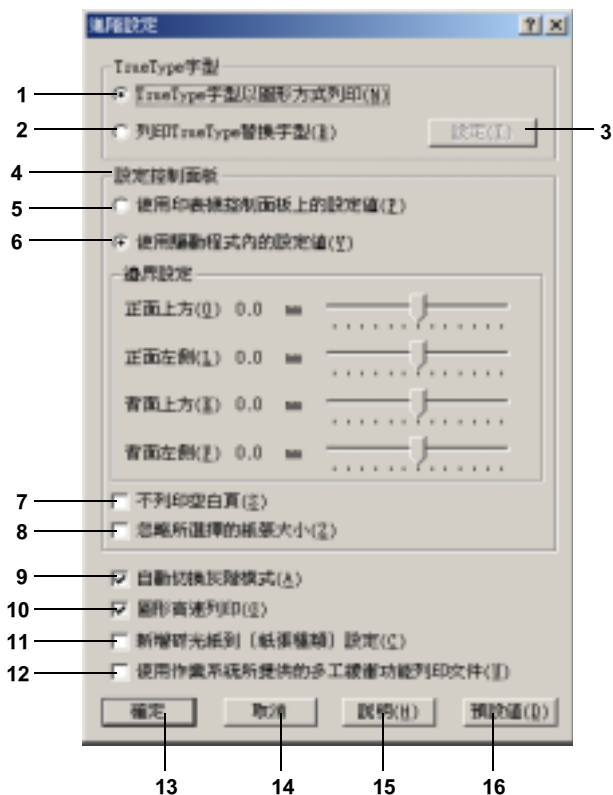 進階設定
TrueType字型
1 TrueType字型以圖形方式列印(N)
2 列印TrueType替換字型(R) 設定(T) 3
4 設定控制面板
5 使用印表機控制面板上的設定值(P)
6 使用驅動程式內的設定值(V)
邊界設定
正面上方(O) 0.0 mm
正面左側(L) 0.0 mm
背面上方(K) 0.0 mm
背面左側(F) 0.0 mm
7 不列印空白頁(S)
8 忽略所選擇的紙張大小(Z)
9 自動切換灰階模式(A)
10 圖形高速列印(G)
11 新增砑光紙到〔紙張種類〕設定(C)
12 使用作業系統所提供的多工緩衝功能列印文件
確定 取消 説明(H) 預設值(D)
13 14 15 16